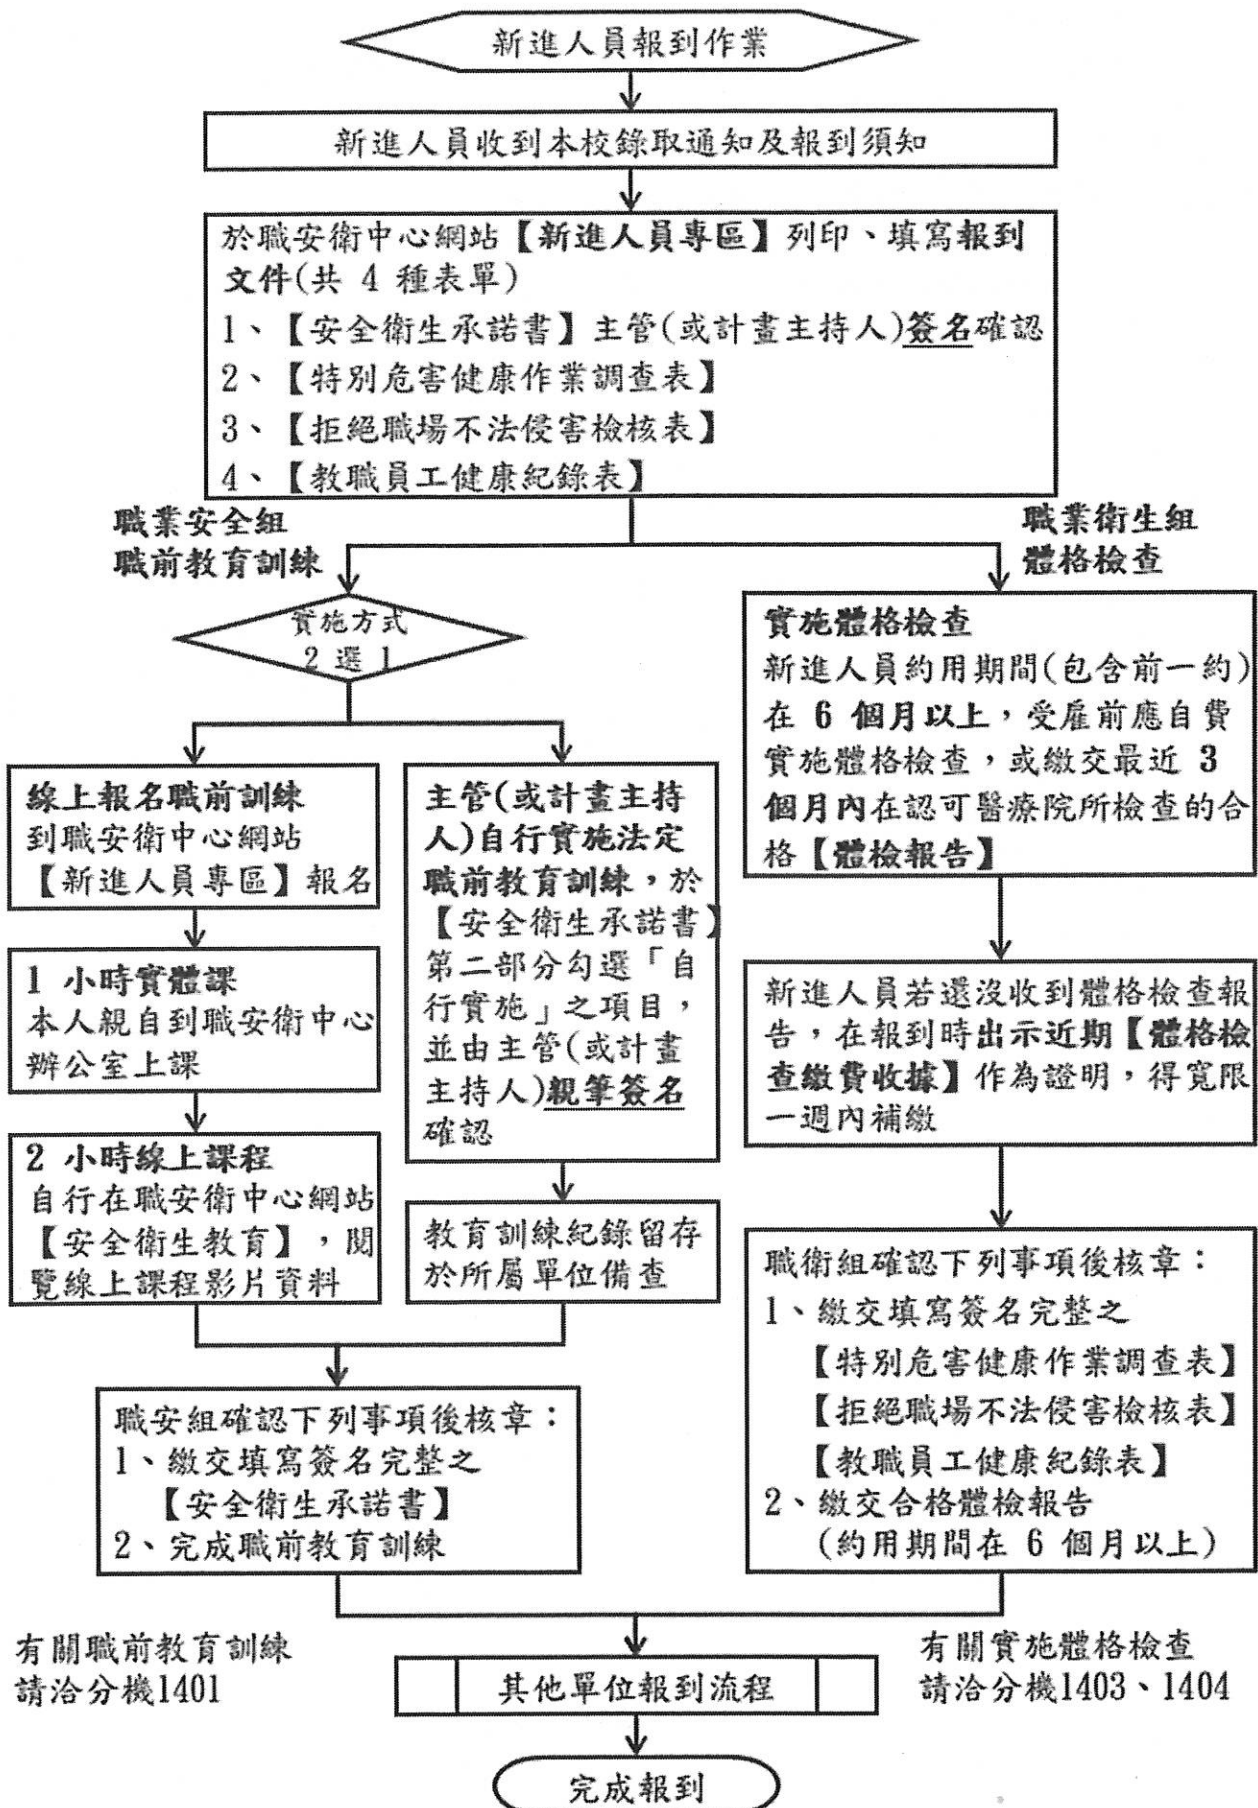 新進人員報到作業
新進人員收到本校錄取通知及報到須知
於職安衛中心網站【新進人員專區】列印、填寫報到
文件(共 4 種表單)
1、【安全衛生承諾書】主管(或計畫主持人)簽名確認
2、【特別危害健康作業調查表】
3、【拒絕職場不法侵害檢核表】
4、【教職員工健康紀錄表】
職業安全組
職前教育訓練
職業衛生組
體格檢查
實施方式
2 選 1
線上報名職前訓練
到職安衛中心網站
【新進人員專區】報名
1 小時實體課
本人親自到職安衛中心
辦公室上課
2 小時線上課程
自行在職安衛中心網站
【安全衛生教育】,閱
覽線上課程影片資料
主管(或計畫主持
人)自行實施法定
職前教育訓練,於
【安全衛生承諾書】
第二部分勾選「自
行實施」之項目,
並由主管(或計畫
主持人)親筆簽名
確認
教育訓練紀錄留存
於所屬單位備查
職安組確認下列事項後核章:
1、繳交填寫簽名完整之
【安全衛生承諾書】
2、完成職前教育訓練
實施體格檢查
新進人員約用期間(包含前一約)
在 6 個月以上,受雇前應自費
實施體格檢查,或繳交最近 3
個月內在認可醫療院所檢查的合
格【體檢報告】
新進人員若還沒收到體格檢查報
告,在報到時出示近期【體格檢
查繳費收據】作為證明,得寬限
一週內補繳
職衛組確認下列事項後核章:
1、繳交填寫簽名完整之
【特別危害健康作業調查表】
【拒絕職場不法侵害檢核表】
【教職員工健康紀錄表】
2、繳交合格體檢報告
(約用期間在 6 個月以上)
有關職前教育訓練
請洽分機1401
其他單位報到流程
有關實施體格檢查
請洽分機1403、1404
完成報到